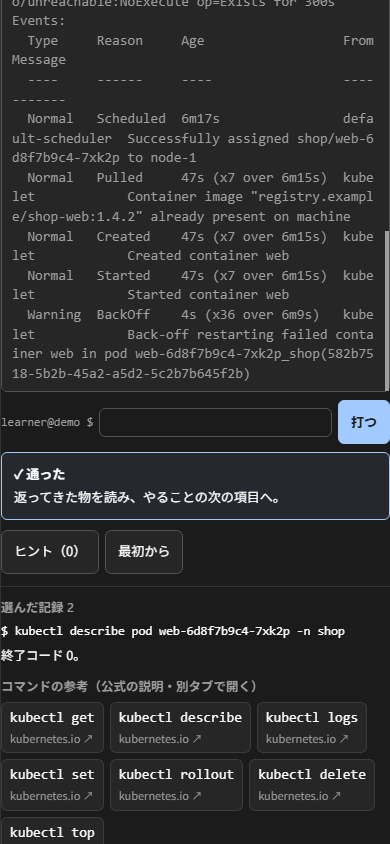 o/unreachable:NoExecute op=Exists for 300s
Events:
  Type     Reason     Age                  From
Message
  ----     ------     ----                 ----
-------
  Normal   Scheduled  6m17s                defa
ult-scheduler  Successfully assigned shop/web-6
d8f7b9c4-7xk2p to node-1
  Normal   Pulled     47s (x7 over 6m15s)  kube
let            Container image "registry.exampl
e/shop-web:1.4.2" already present on machine
  Normal   Created    47s (x7 over 6m15s)  kube
let            Created container web
  Normal   Started    47s (x7 over 6m15s)  kube
let            Started container web
  Warning  BackOff    4s (x36 over 6m9s)   kube
let            Back-off restarting failed conta
iner web in pod web-6d8f7b9c4-7xk2p_shop(582b75
18-5b2b-45a2-a5d2-5c2b7b645f2b)
learner@demo $
打つ
✓ 通った
返ってきた物を読み、やることの次の項目へ。
ヒント（0）
最初から
選んだ記録 2
$ kubectl describe pod web-6d8f7b9c4-7xk2p -n shop
終了コード 0。
コマンドの参考（公式の説明・別タブで開く）
kubectl get
kubernetes.io ↗
kubectl describe
kubernetes.io ↗
kubectl logs
kubernetes.io ↗
kubectl set
kubernetes.io ↗
kubectl rollout
kubernetes.io ↗
kubectl delete
kubernetes.io ↗
kubectl top